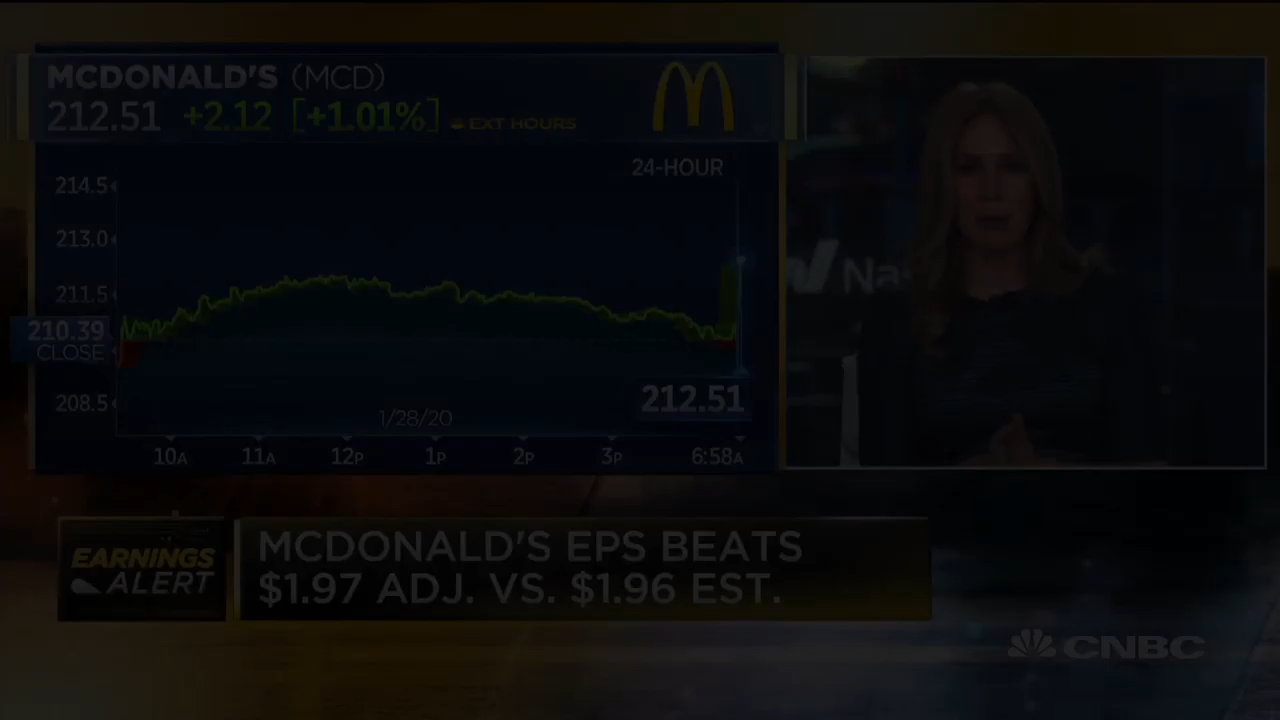 MCDONALD'S (MCD)
212.51 +2.12 [+1.01%] EXT HOURS
24-HOUR
214.5
213.0
211.5
210.39
CLOSE
208.5
212.51
1/28/20
10A 11A 12P 1P 2P 3P 6:58A
Na
EARNINGS
ALERT
MCDONALD'S EPS BEATS
$1.97 ADJ. VS. $1.96 EST.
CNBC